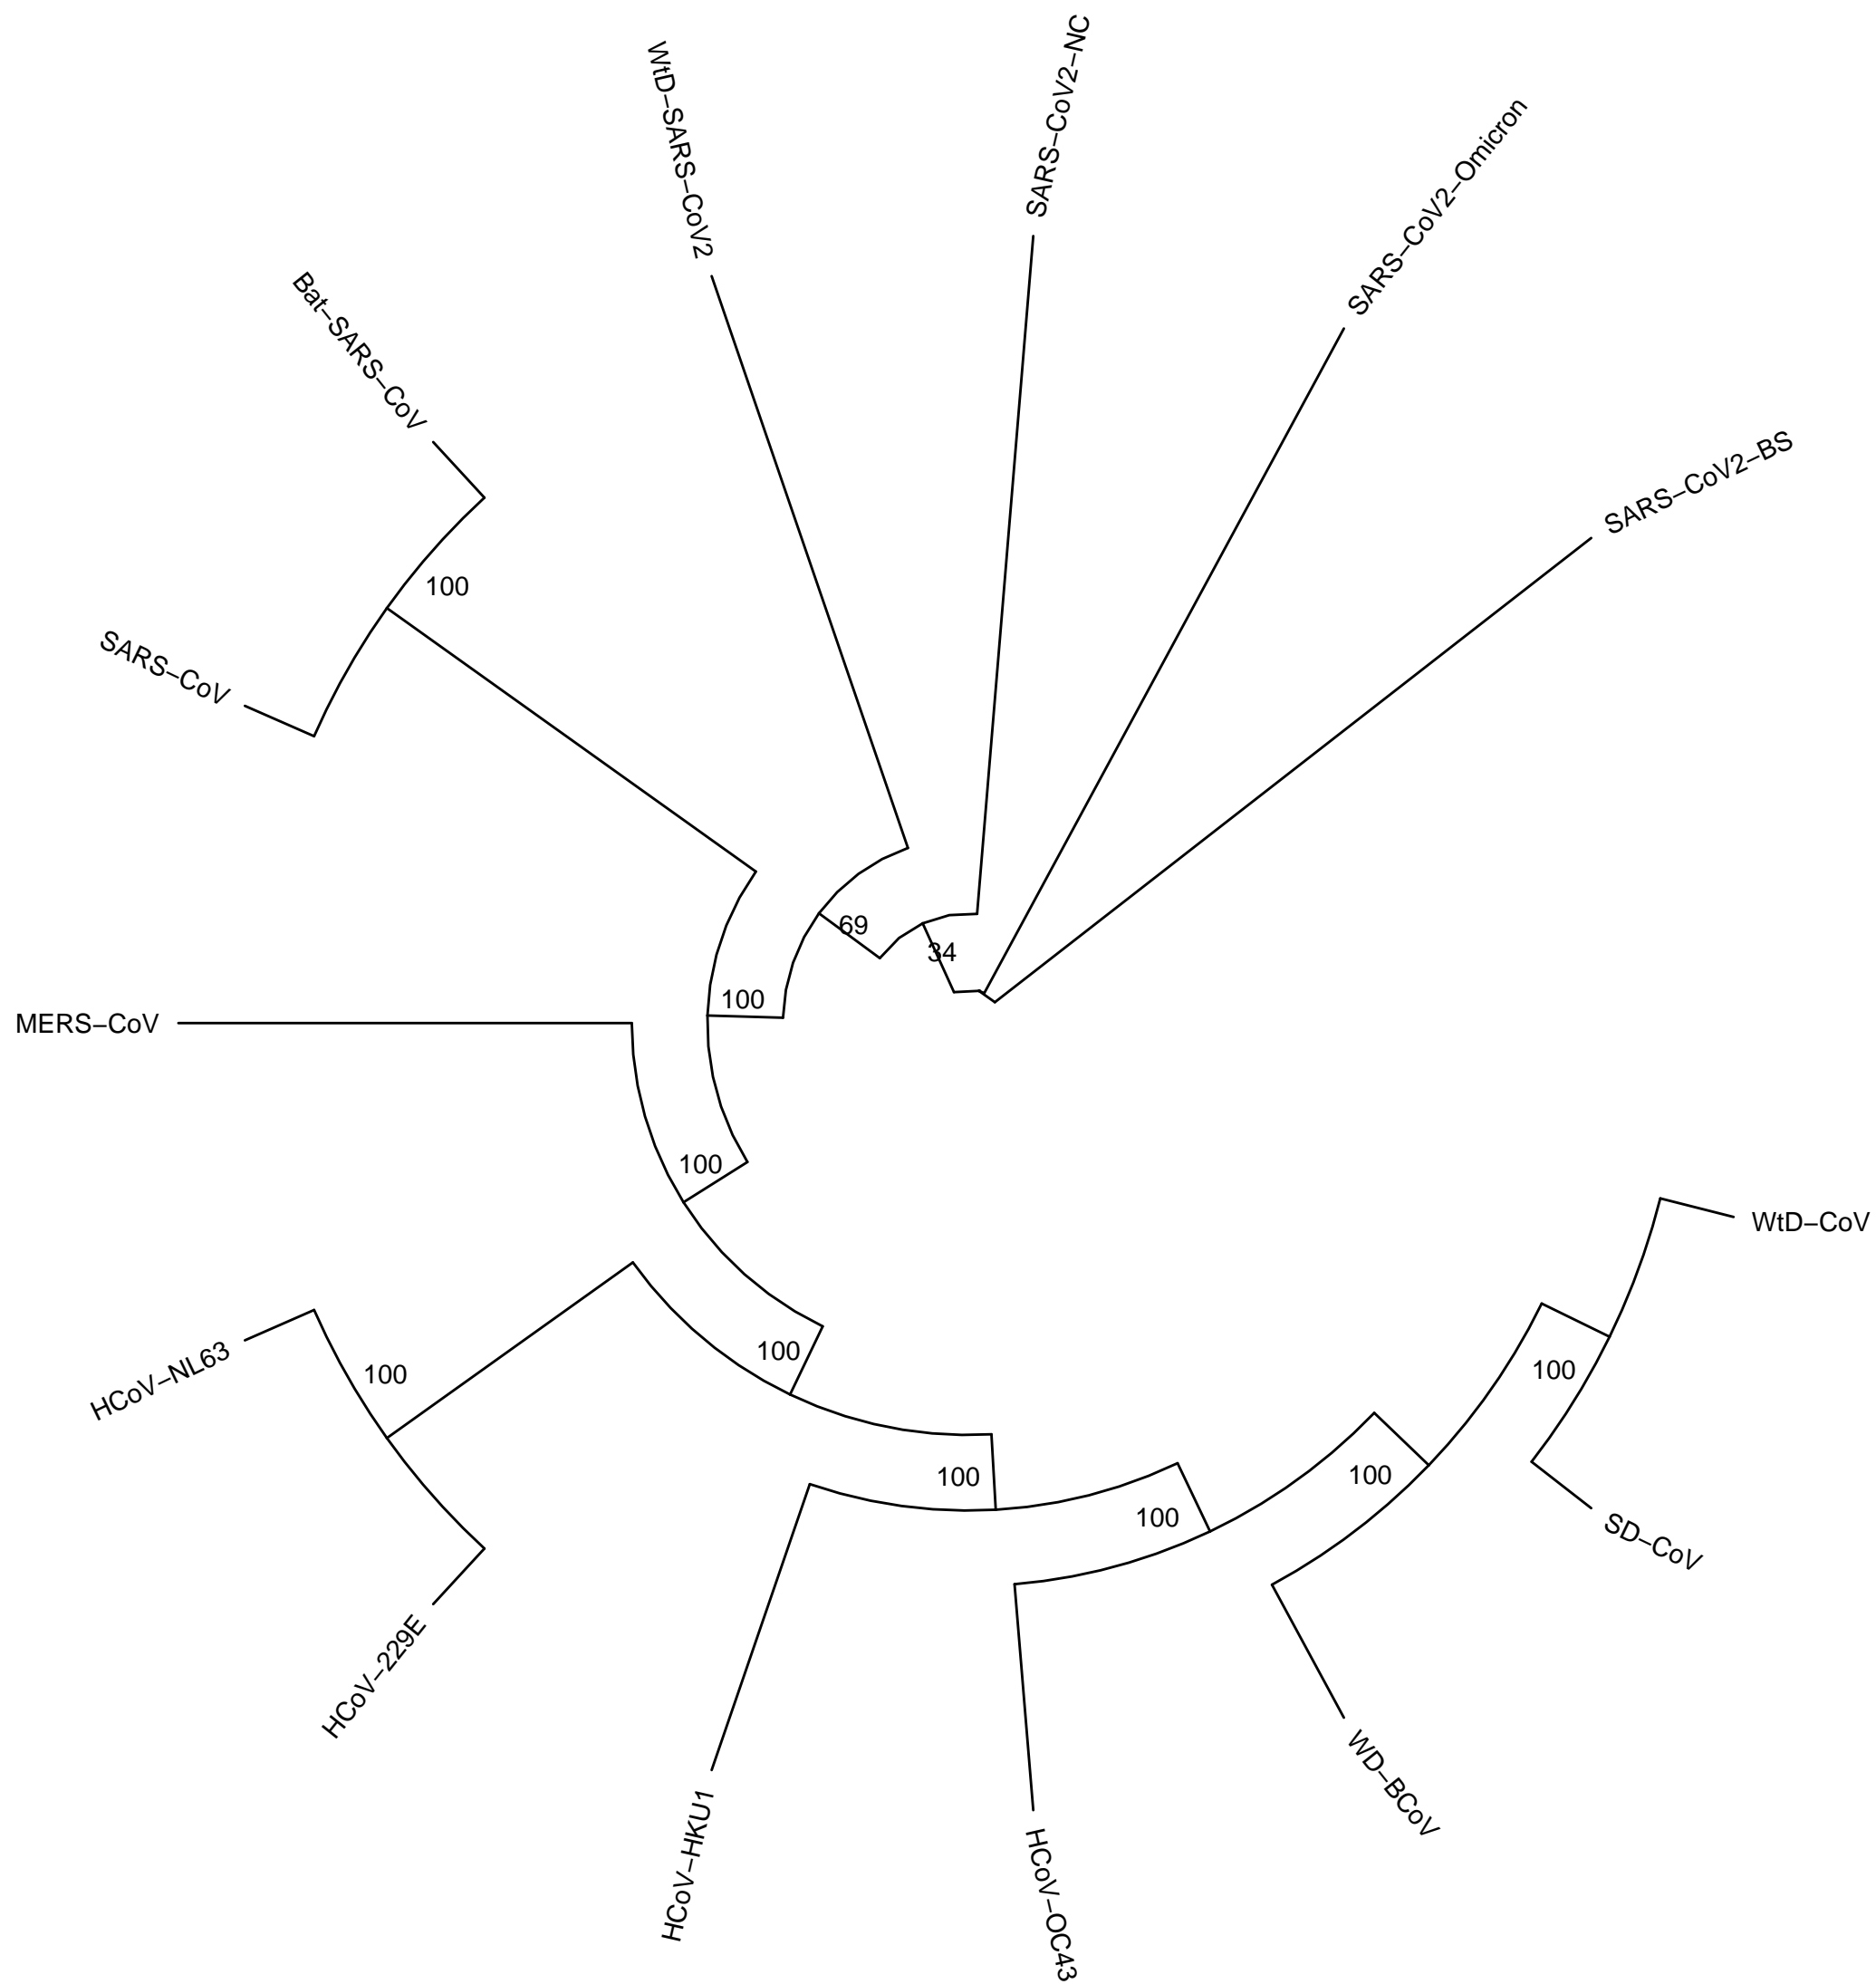 SARS–CoV2–NC
WtD–SARS–CoV2
SARS–CoV2–Omicron
Bat–SARS–CoV
SARS–CoV2–BS
100
SARS–CoV
69
34
100
MERS–CoV
100
WtD–CoV
100
HCoV–NL63
100
100
100
100
100
SD–CoV
HCoV–229E
WD–BCoV
HCoV–HKU1
HCoV–OC43